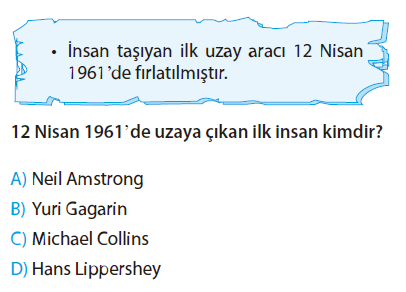 • İnsan taşıyan ilk uzay aracı 12 Nisan
1961’de fırlatılmıştır.
12 Nisan 1961`de uzaya çıkan ilk insan kimdir?
A) Neil Amstrong
B) Yuri Gagarin
C) Michael Collins
D) Hans Lippershey